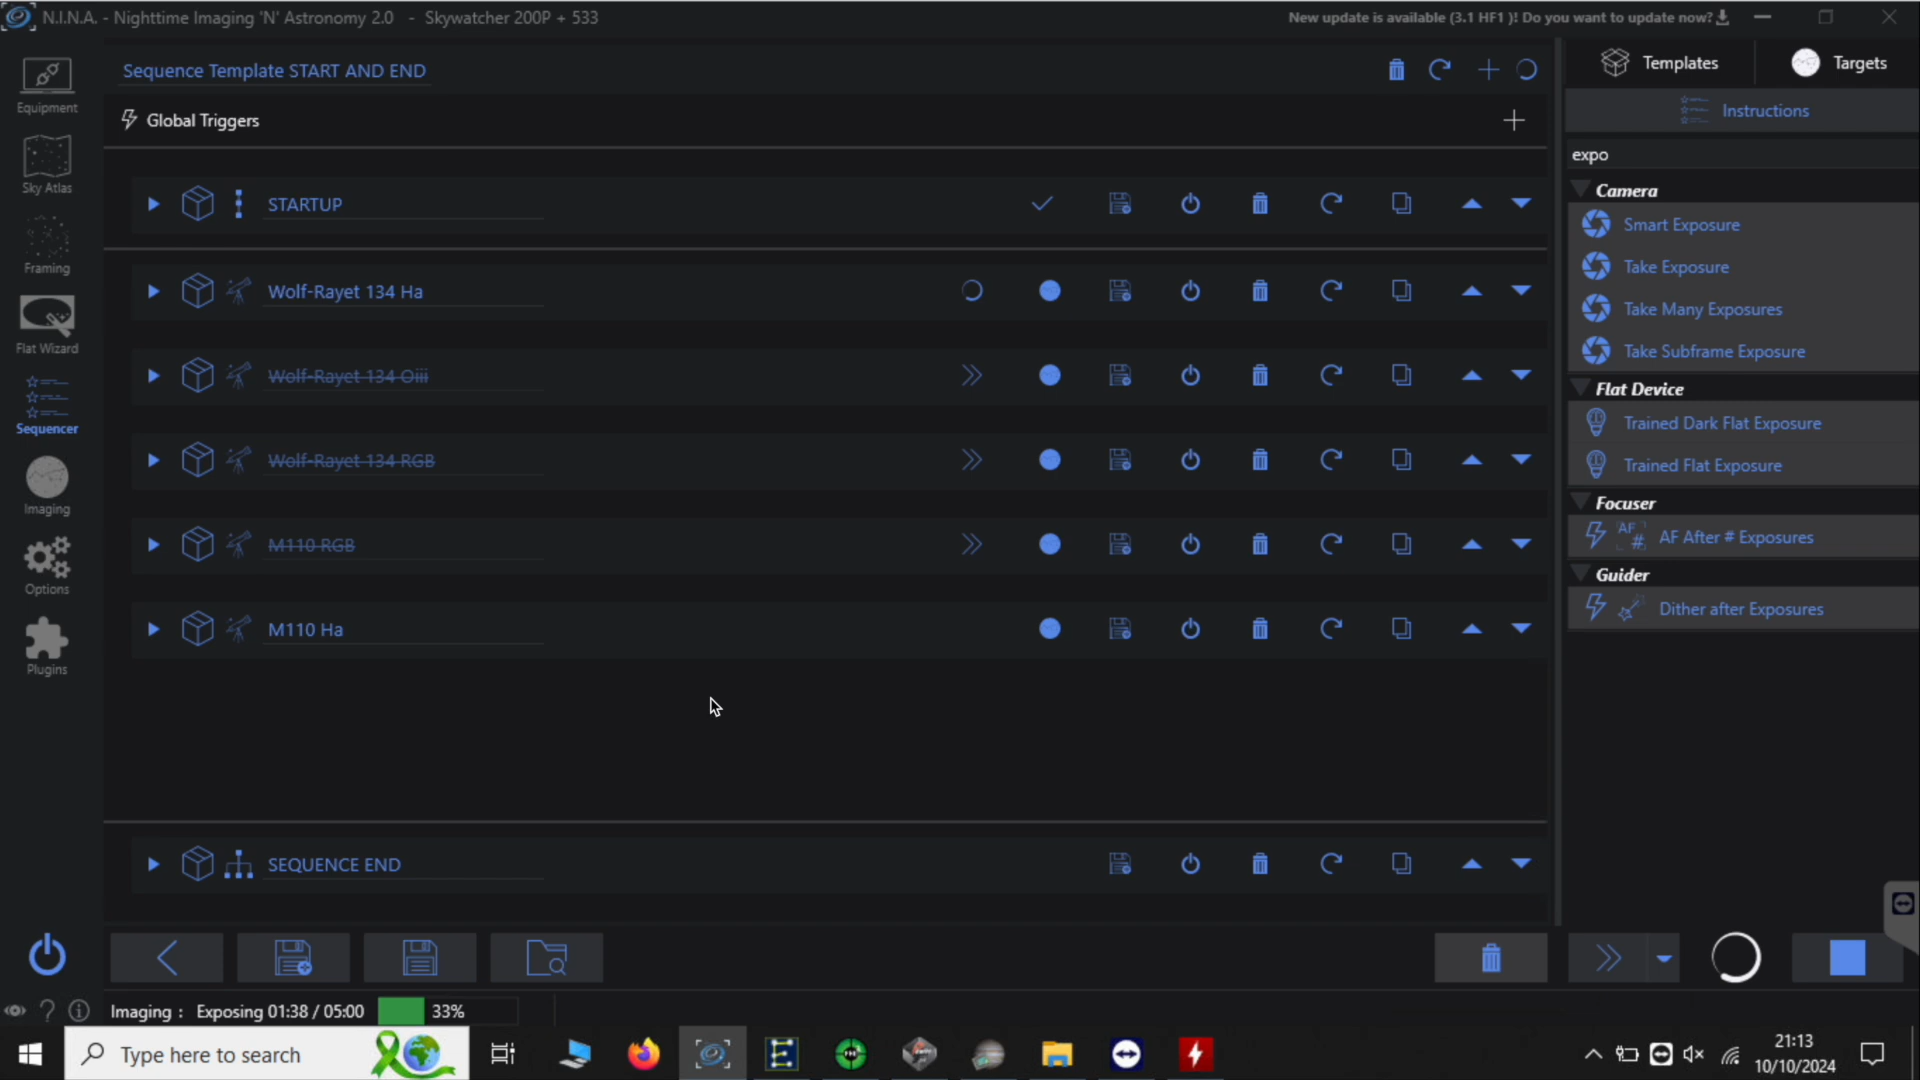 N.I.N.A. - Nighttime Imaging 'N' Astronomy 2.0 - Skywatcher 200P + 533
New update is available (3.1 HF1 )! Do you want to update now?
Equipment
Sky Atlas
Framing
Flat Wizard
Sequencer
Imaging
Options
Plugins
Sequence Template START AND END
Global Triggers
STARTUP
Wolf-Rayet 134 Ha
Wolf-Rayet 134 Oiii
Wolf-Rayet 134 RGB
M110 RGB
M110 Ha
SEQUENCE END
Templates
Targets
Instructions
expo
Camera
Smart Exposure
Take Exposure
Take Many Exposures
Take Subframe Exposure
Flat Device
Trained Dark Flat Exposure
Trained Flat Exposure
Focuser
AF # AF After # Exposures
Guider
Dither after Exposures
Imaging : Exposing 01:38 / 05:00 33%
Type here to search
21:13
10/10/2024